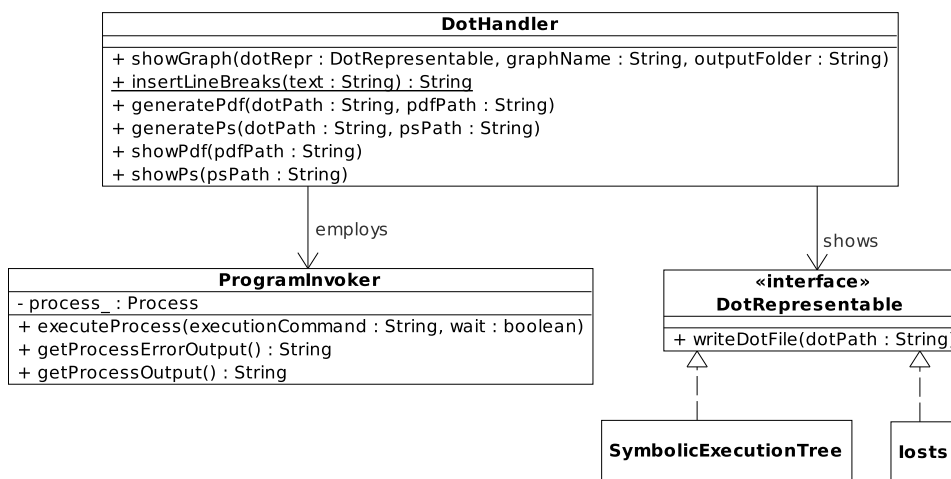 DotHandler
+ showGraph(dotRepr : DotRepresentable, graphName : String, outputFolder : String)
+ insertLineBreaks(text : String) : String
+ generatePdf(dotPath : String, pdfPath : String)
+ generatePs(dotPath : String, psPath : String)
+ showPdf(pdfPath : String)
+ showPs(psPath : String)
employs
shows
ProgramInvoker
- process_ : Process
+ executeProcess(executionCommand : String, wait : boolean)
+ getProcessErrorOutput() : String
+ getProcessOutput() : String
«interface»
DotRepresentable
+ writeDotFile(dotPath : String)
SymbolicExecutionTree
Iosts